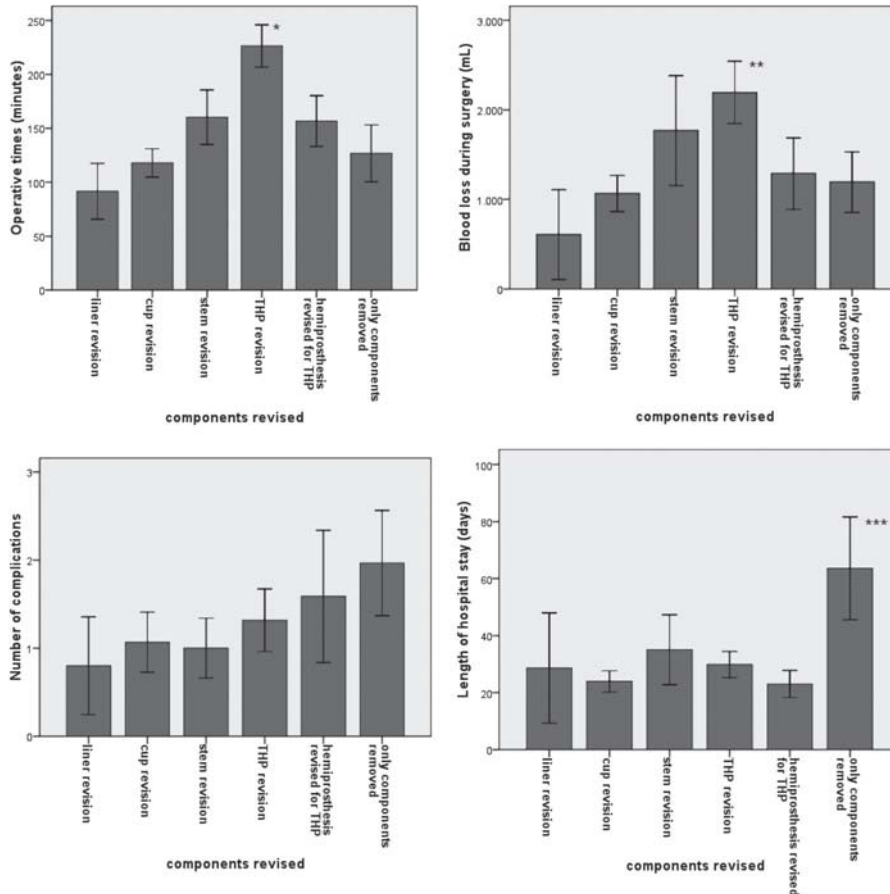 Operative times (minutes)
250
200
150
100
50
0
*
liner revision
cup revision
stem revision
THP revision
hemiprosthesis
revised for THP
only components
removed
components revised
Blood loss during surgery (mL)
3.000
2.000
1.000
0
**
liner revision
cup revision
stem revision
THP revision
hemiprosthesis
revised for THP
only components
removed
components revised
Number of complications
3
2
1
0
liner revision
cup revision
stem revision
THP revision
hemiprosthesis
revised for THP
only components
removed
components revised
Length of hospital stay (days)
100
80
60
40
20
0
***
liner revision
cup revision
stem revision
THP revision
hemiprosthesis revised
for THP
only components
removed
components revised